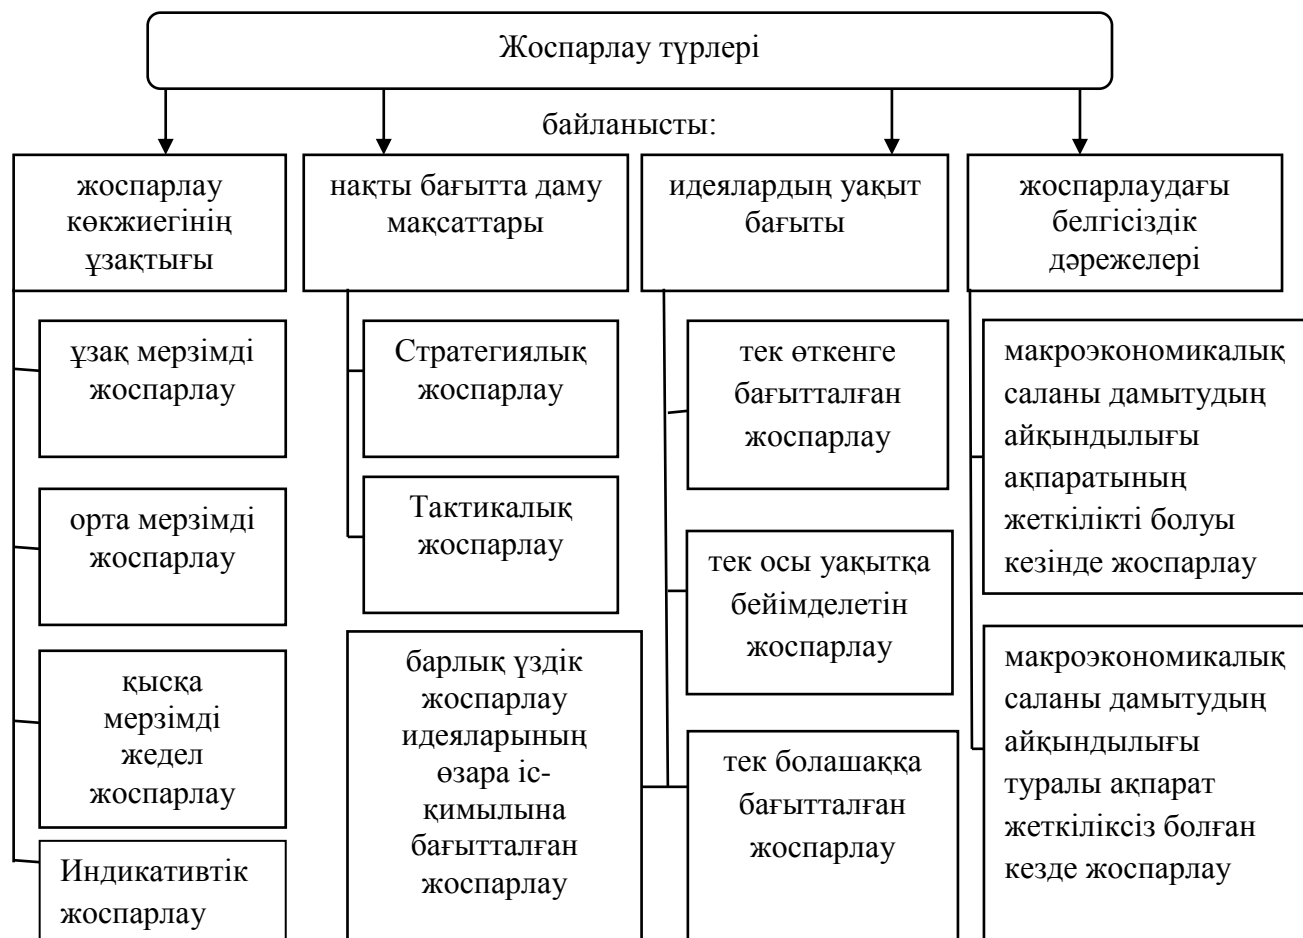 Жоспарлау түрлері
байланысты:
жоспарлау
көкжиегінің
ұзақтығы
ұзақ мерзімді
жоспарлау
орта мерзімді
жоспарлау
қысқа
мерзімді
жедел
жоспарлау
Индикативтік
жоспарлау
нақты бағытта даму
мақсаттары
Стратегиялық
жоспарлау
Тактикалық
жоспарлау
идеялардың уақыт
бағыты
тек өткенге
бағытталған
жоспарлау
тек осы уақытқа
бейімделетін
жоспарлау
тек болашаққа
бағытталған
жоспарлау
барлық үздік
жоспарлау
идеяларының
өзара іс-
қимылына
бағытталған
жоспарлау
жоспарлаудағы
белгісіздік
дәрежелері
макроэкономикалық
саланы дамытудың
айқындылығы
ақпаратының
жеткілікті болуы
кезінде жоспарлау
макроэкономикалық
саланы дамытудың
айқындылығы
туралы ақпарат
жеткіліксіз болған
кезде жоспарлау